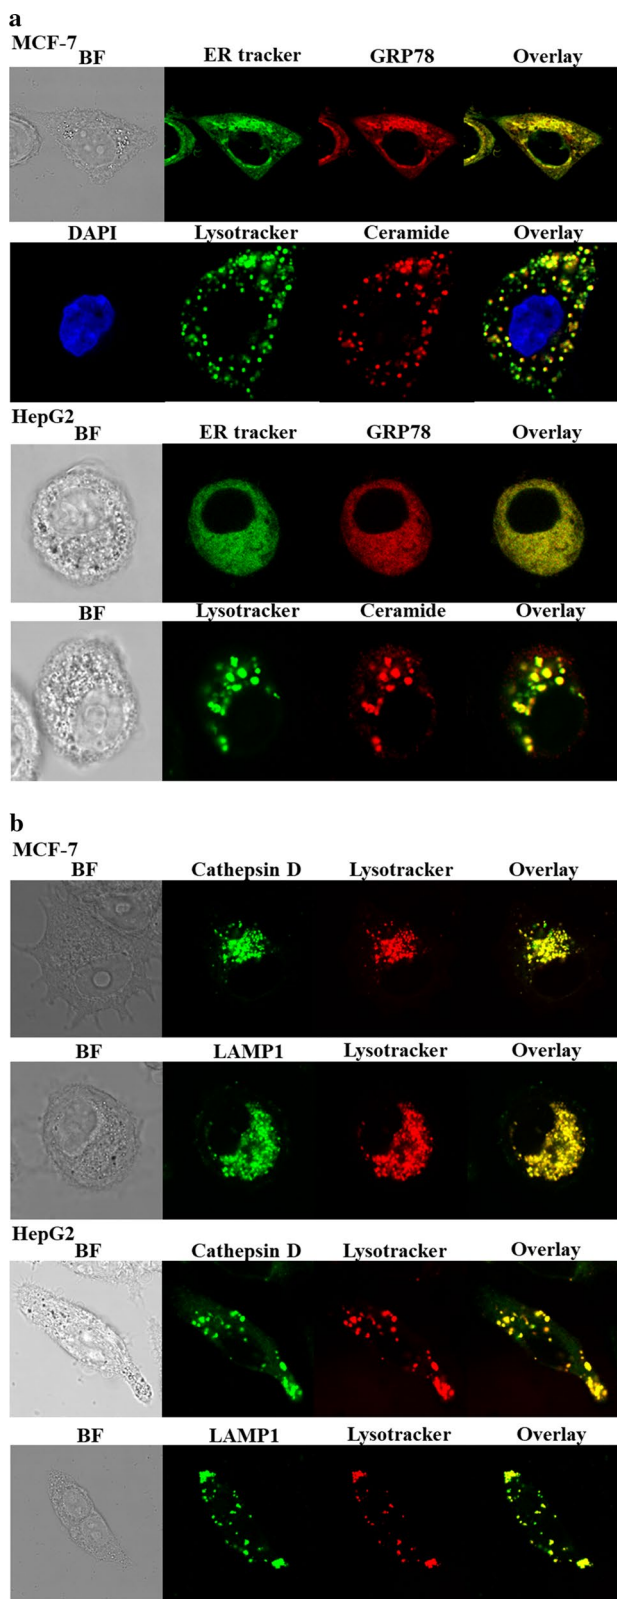 a
MCF-7
BF ER tracker GRP78 Overlay
DAPI Lysotracker Ceramide Overlay
HepG2
BF ER tracker GRP78 Overlay
BF Lysotracker Ceramide Overlay
b
MCF-7
BF Cathepsin D Lysotracker Overlay
BF LAMP1 Lysotracker Overlay
HepG2
BF Cathepsin D Lysotracker Overlay
BF LAMP1 Lysotracker Overlay